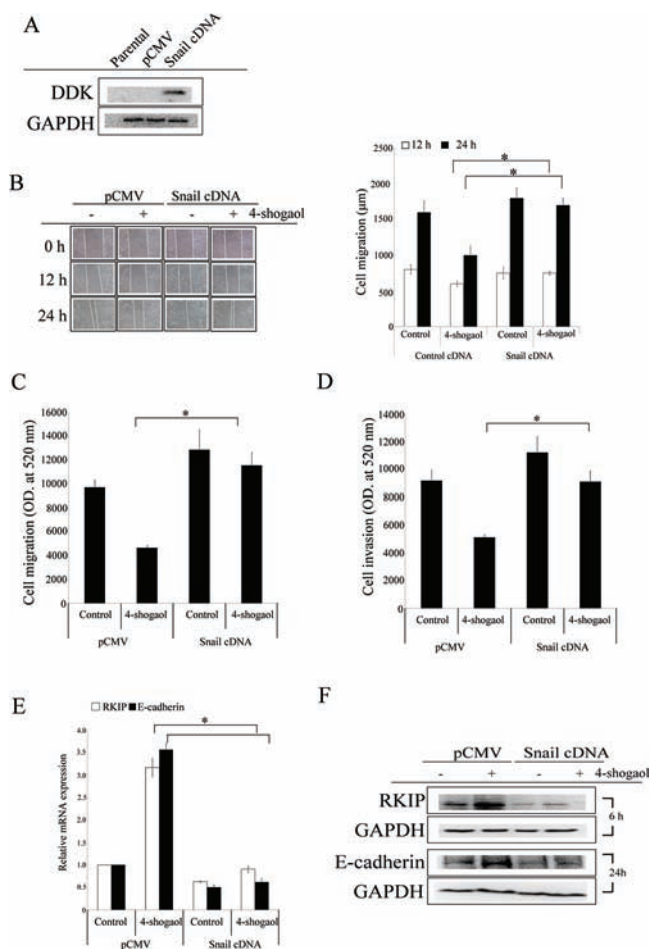 A
Parental
pCMV
Snail cDNA
DDK
GAPDH
B
pCMV Snail cDNA
- + - + 4-shogaol
0 h
12 h
24 h
12 h 24 h
*
*
Cell migration (µm)
2500
2000
1500
1000
500
0
Control 4-shogaol Control 4-shogaol
Control cDNA Snail cDNA
C
*
Cell migration (OD. at 520 nm)
16000
14000
12000
10000
8000
6000
4000
2000
0
Control 4-shogaol Control 4-shogaol
pCMV Snail cDNA
D
*
Cell invasion (OD. at 520 nm)
14000
12000
10000
8000
6000
4000
2000
0
Control 4-shogaol Control 4-shogaol
pCMV Snail cDNA
E
RKIP E-cadherin
*
Relative mRNA expression
4.0
3.5
3.0
2.5
2.0
1.5
1.0
0.5
0
Control 4-shogaol Control 4-shogaol
pCMV Snail cDNA
F
pCMV Snail cDNA
- + - + 4-shogaol
RKIP
GAPDH
6 h
E-cadherin
GAPDH
24h